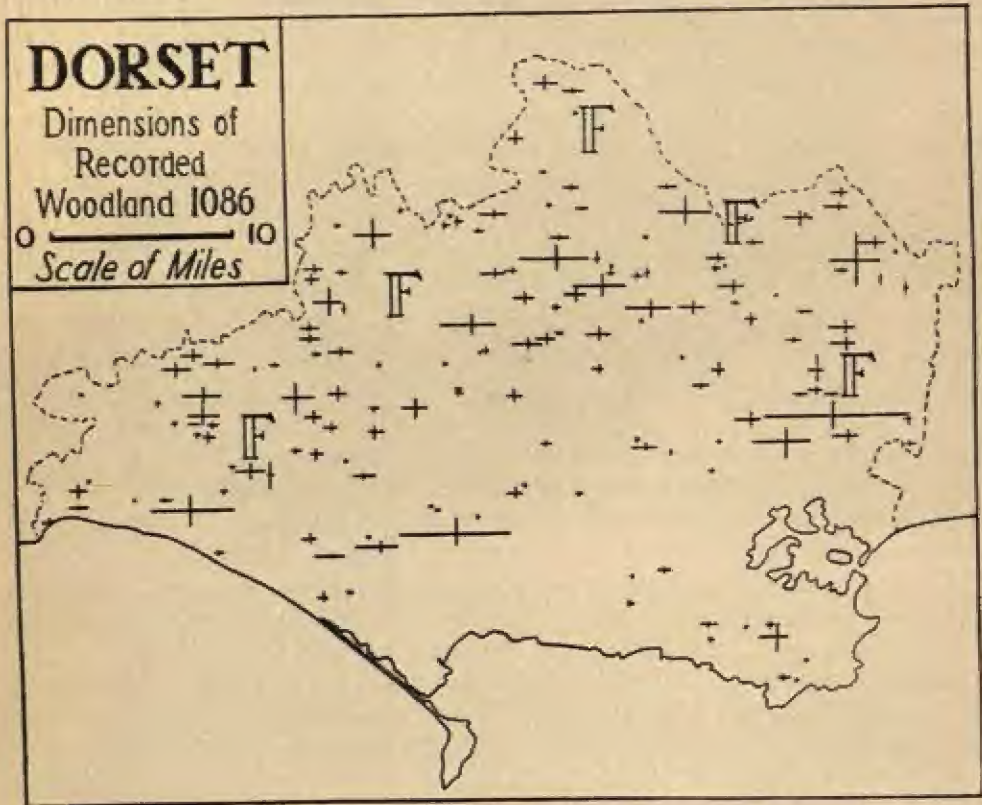 DORSET
Dimensions of
Recorded
Woodland 1086
0 10
Scale of Miles
F
F
F
F
F